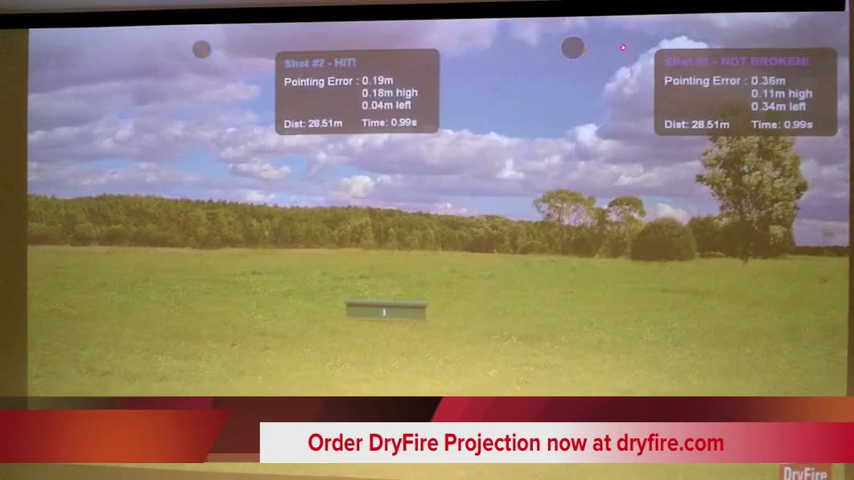 Shot #2 - HIT!
Pointing Error : 0.19m
0.18m high
0.04m left
Dist: 28.51m Time: 0.99s
Shot #1 - NOT BROKEN!
Pointing Error : 0.36m
0.11m high
0.34m left
Dist: 28.51m Time: 0.99s
1
Order DryFire Projection now at dryfire.com
DryFire